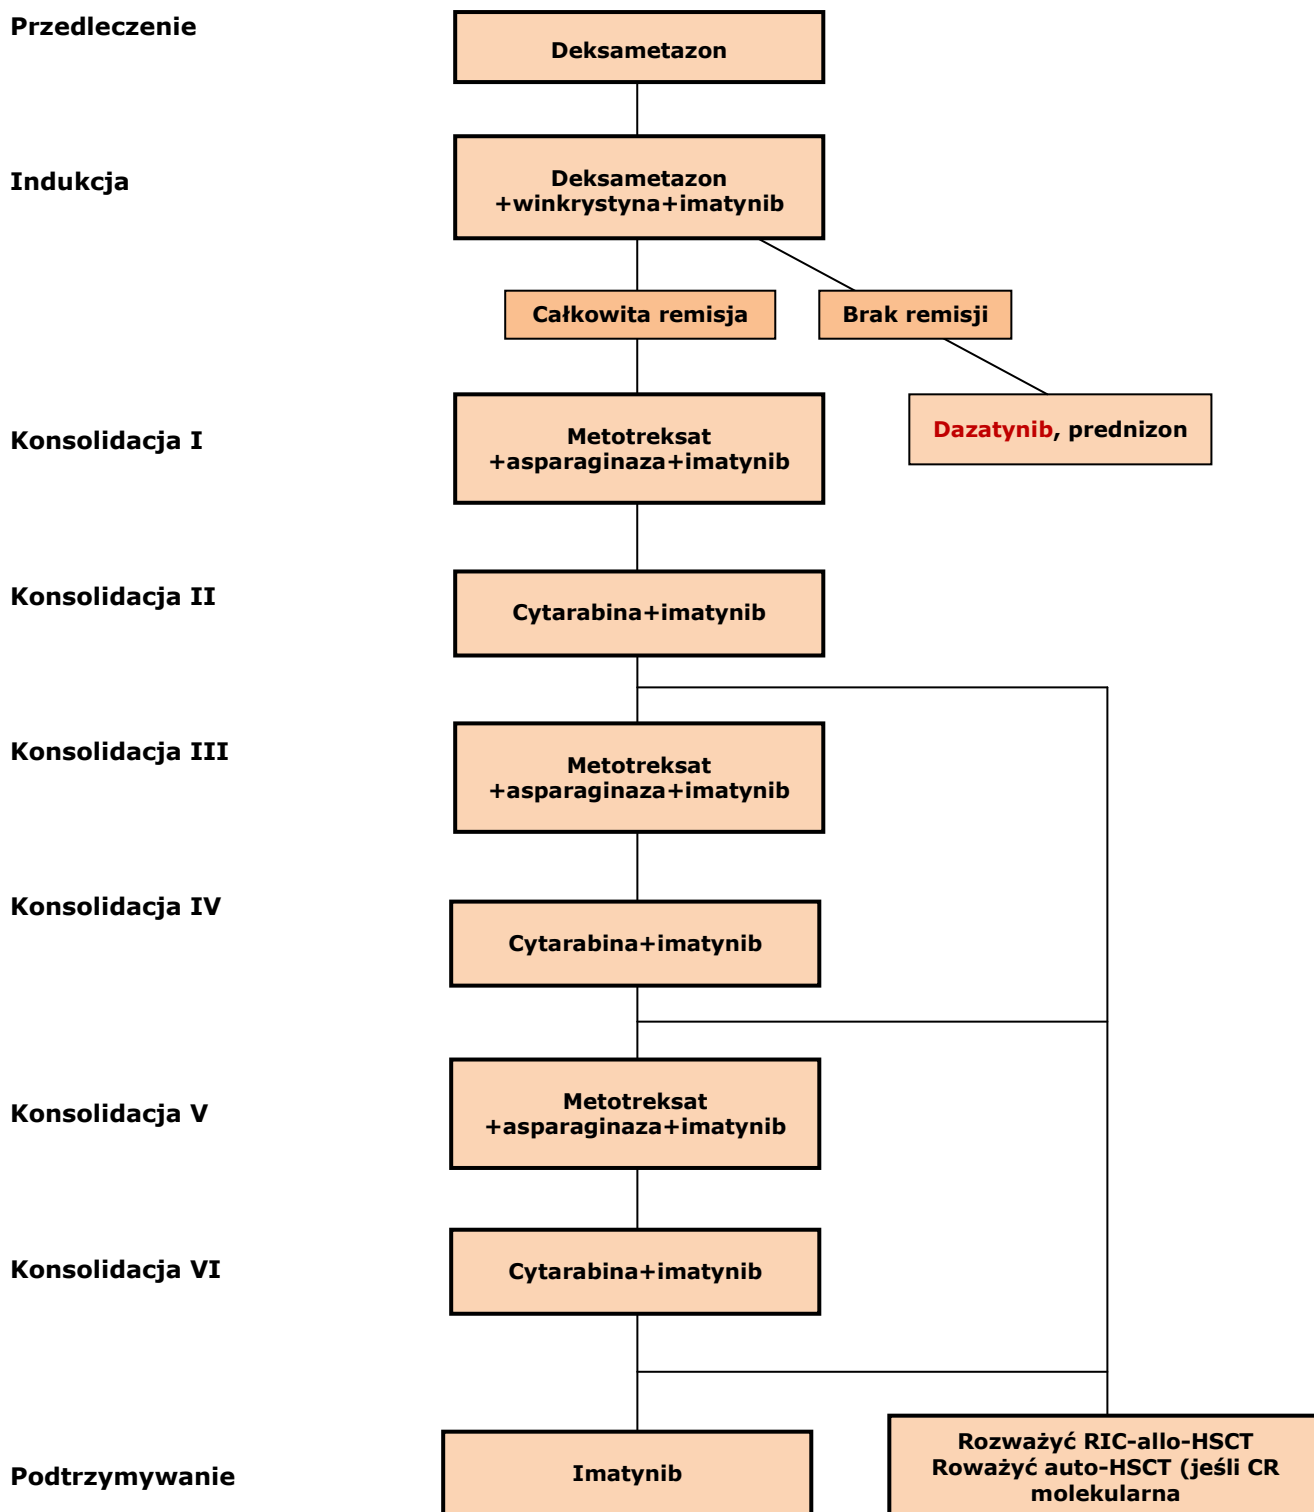 Przedleczenie
Deksametazon
Indukcja
Deksametazon
+winkrystyna+imatynib
Całkowita remisja
Brak remisji
Konsolidacja I
Metotreksat
+asparaginaza+imatynib
Dazatynib, prednizon
Konsolidacja II
Cytarabina+imatynib
Konsolidacja III
Metotreksat
+asparaginaza+imatynib
Konsolidacja IV
Cytarabina+imatynib
Konsolidacja V
Metotreksat
+asparaginaza+imatynib
Konsolidacja VI
Cytarabina+imatynib
Podtrzymywanie
Imatynib
Rozważyć RIC-allo-HSCT
Roważyć auto-HSCT (jeśli CR
molekularna